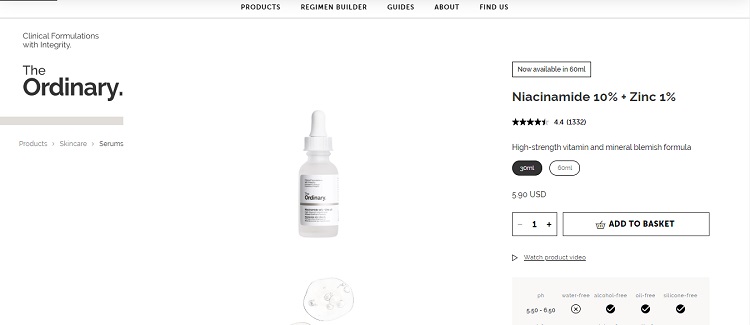 PRODUCTS REGIMEN BUILDER GUIDES ABOUT FIND US
Clinical Formulations
with Integrity.
The
Ordinary.
Products > Skincare > Serums
The
Ordinary.
Now available in 60ml
Niacinamide 10% + Zinc 1%
4.4 (1332)
High-strength vitamin and mineral blemish formula
30ml 60ml
5.90 USD
− 1 + ADD TO BASKET
Watch product video
ph water-free alcohol-free oil-free silicone-free
5.50 - 6.50